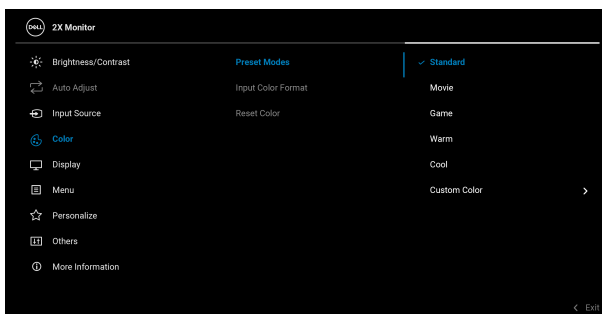 DELL 2X Monitor
Brightness/Contrast Preset Modes Standard
Auto Adjust Input Color Format Movie
Input Source Reset Color Game
Color Warm
Display Cool
Menu Custom Color
Personalize
Others
More Information
Exit